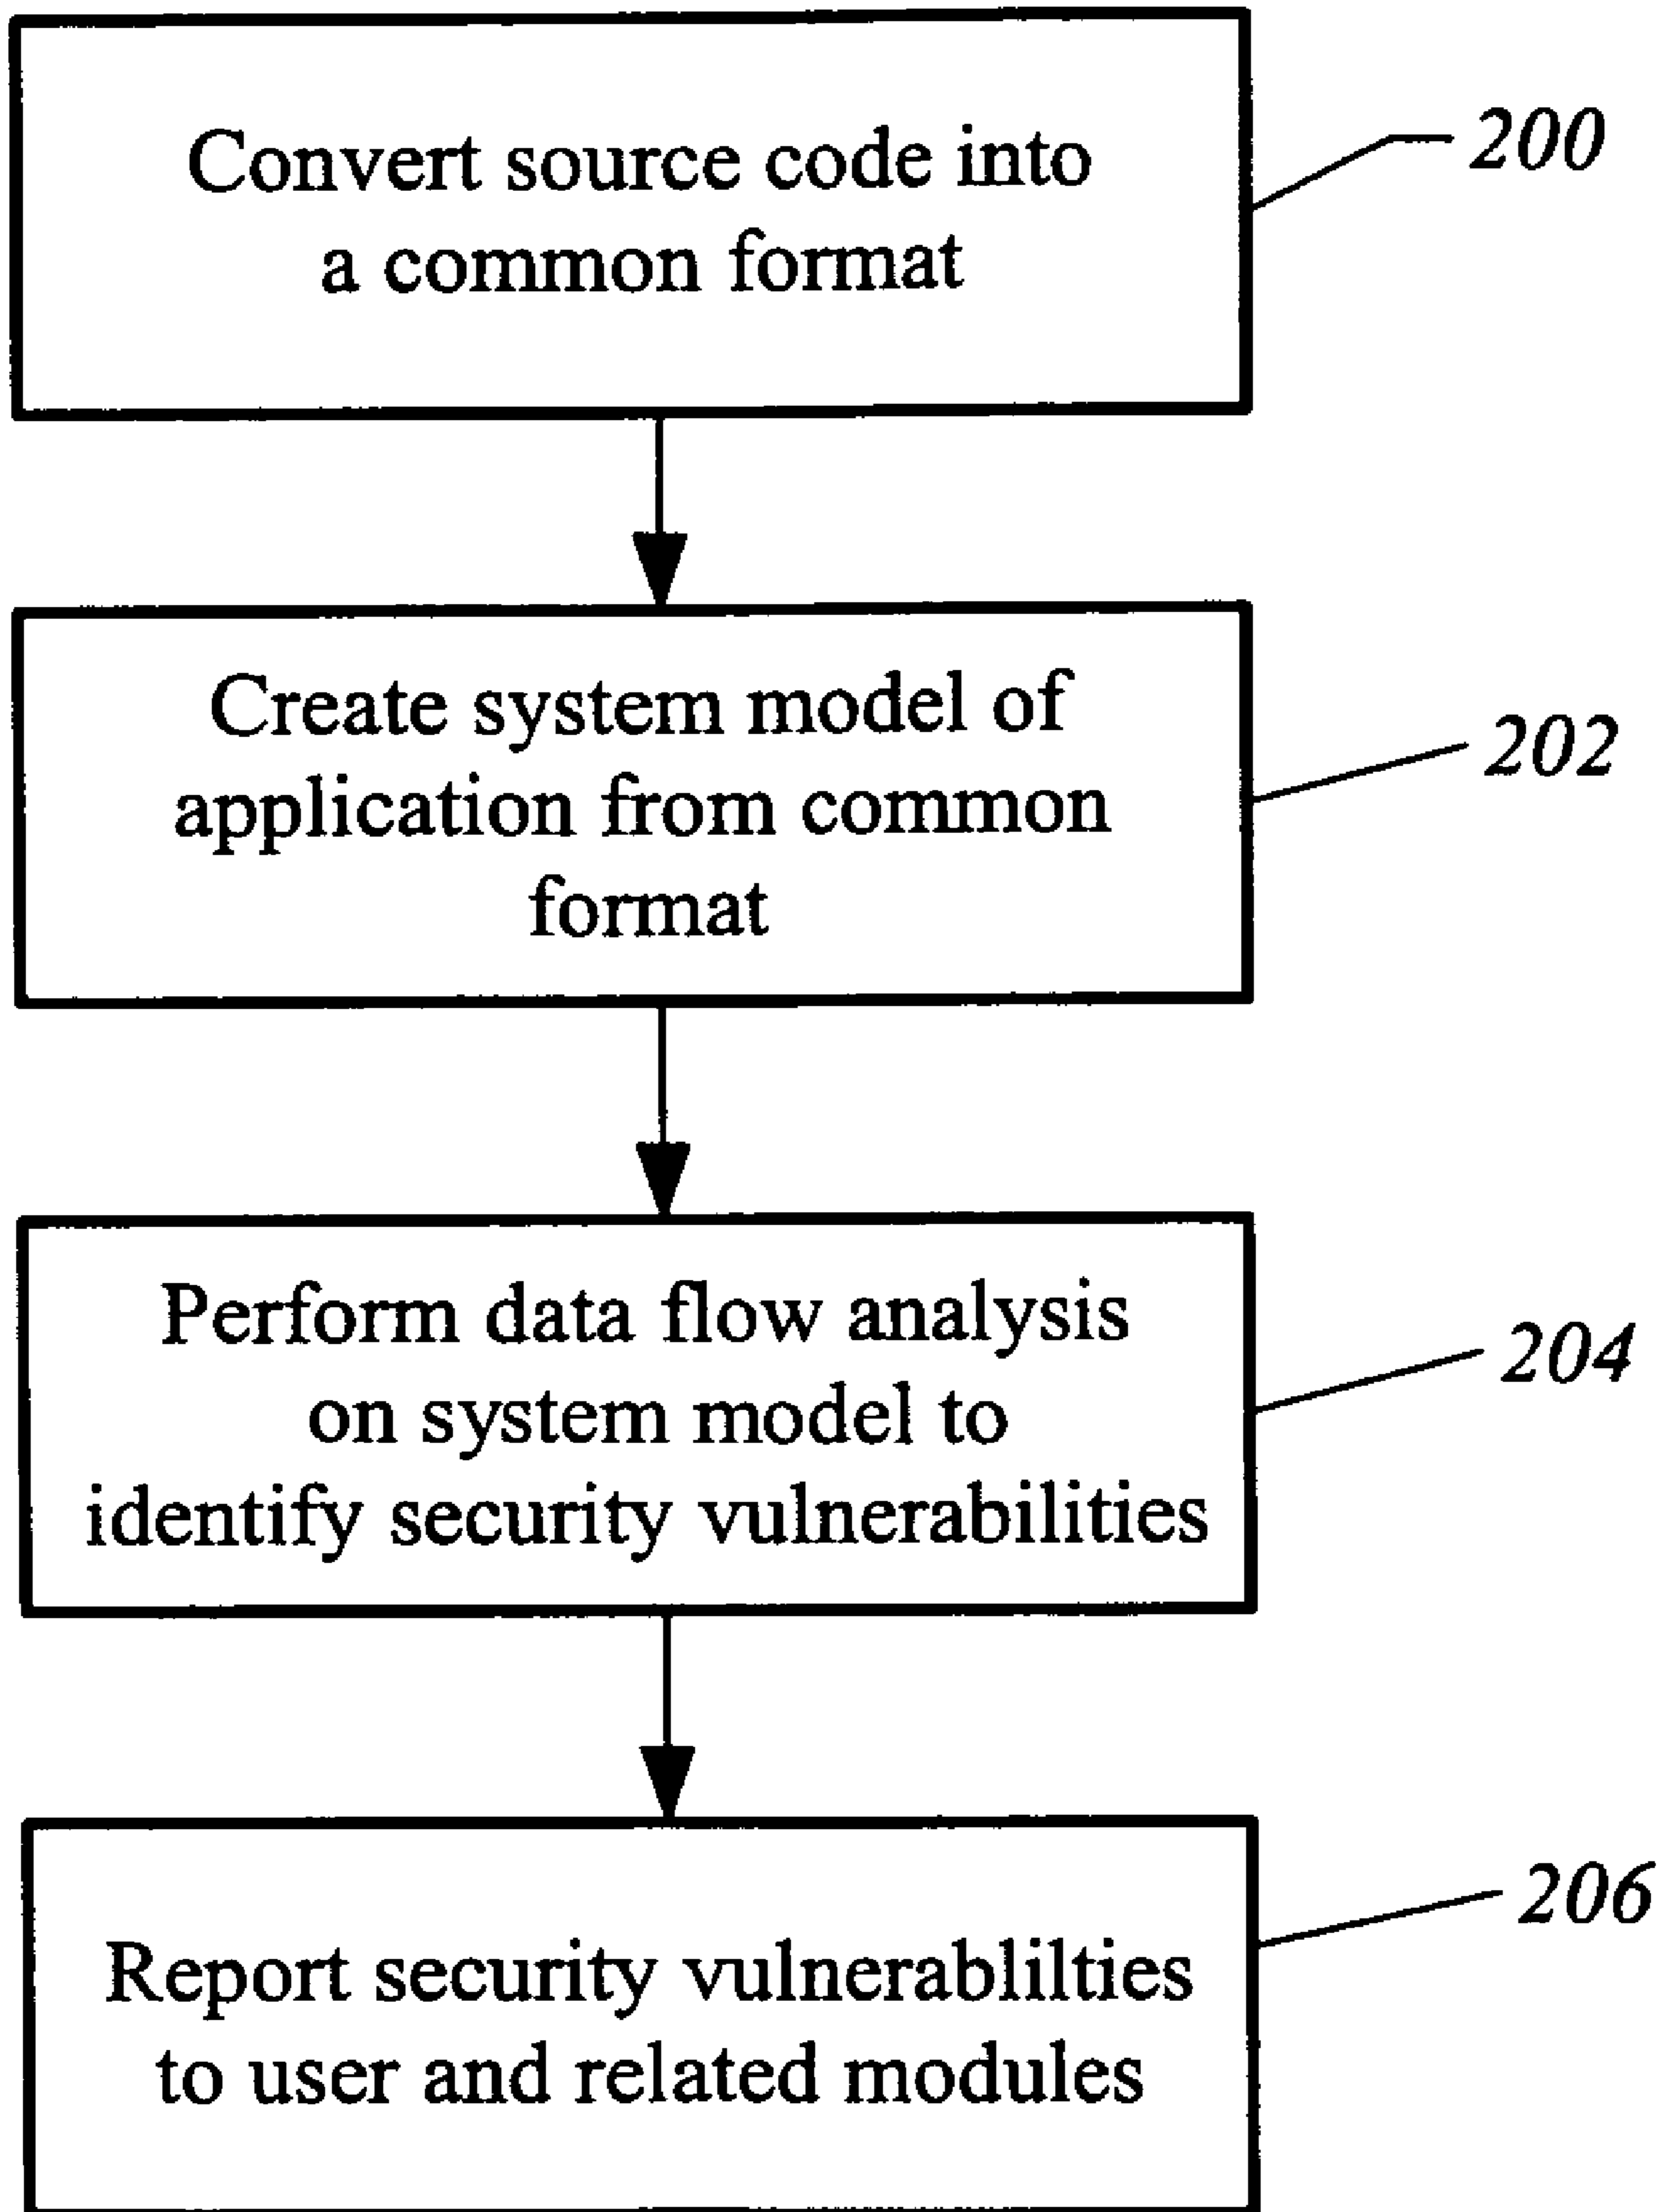 Convert source code into
a common format
200
Create system model of
application from common
format
202
Perform data flow analysis
on system model to
identify security vulnerabilities
204
Report security vulnerablilties
to user and related modules
206